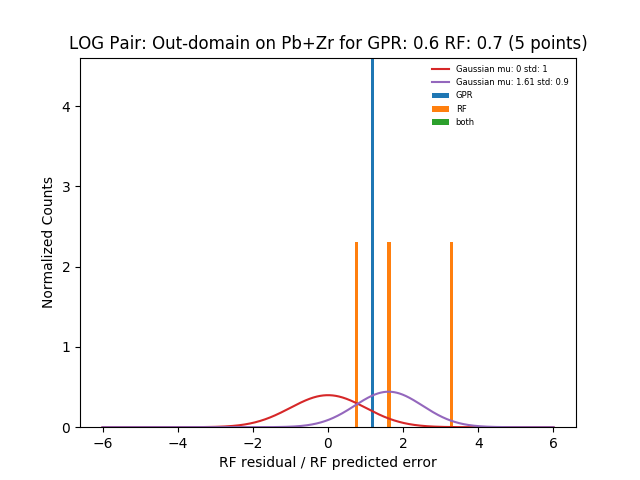 LOG Pair: Out-domain on Pb+Zr for GPR: 0.6 RF: 0.7 (5 points)
Gaussian mu: 0 std: 1
Gaussian mu: 1.61 std: 0.9
GPR
RF
both
Normalized Counts
4
3
2
1
0
−6 −4 −2 0 2 4 6
RF residual / RF predicted error